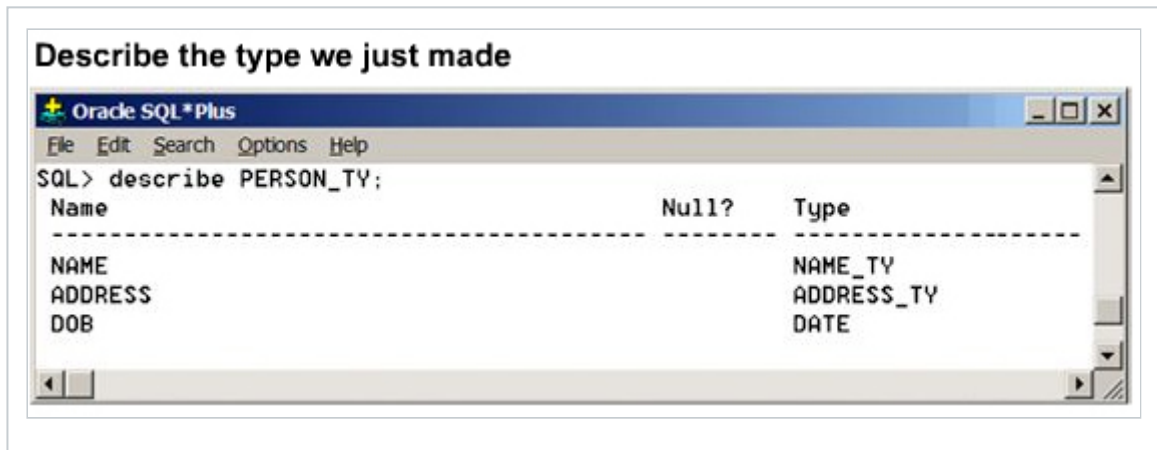 Describe the type we just made
Oracle SQL*Plus
File Edit Search Options Help
SQL> describe PERSON_TY;
Name Null? Type
----------------------------------------- -------- --------------------
NAME NAME_TY
ADDRESS ADDRESS_TY
DOB DATE